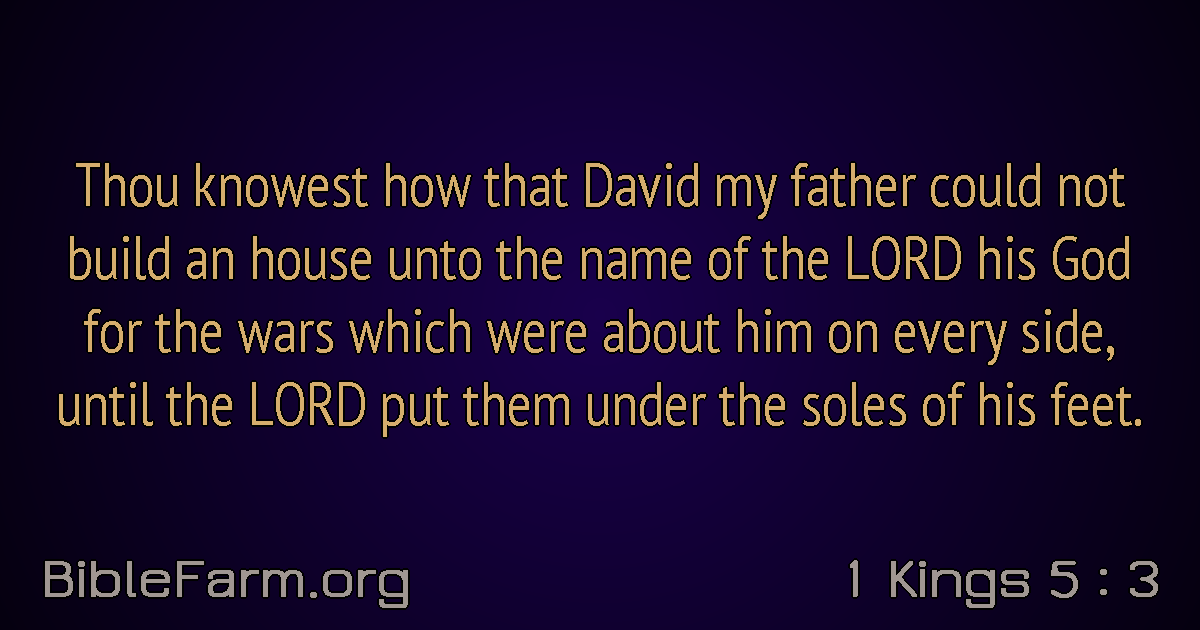 Thou knowest how that David my father could not
build an house unto the name of the LORD his God
for the wars which were about him on every side,
until the LORD put them under the soles of his feet.
BibleFarm.org
1 Kings 5 : 3